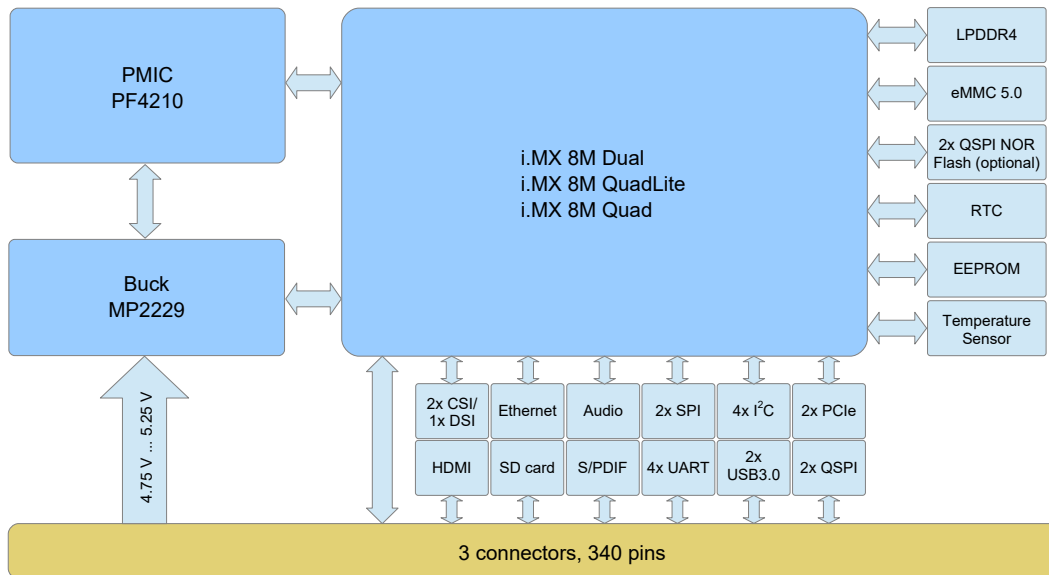 PMIC
PF4210
i.MX 8M Dual
i.MX 8M QuadLite
i.MX 8M Quad
Buck
MP2229
4.75 V ... 5.25 V
LPDDR4
eMMC 5.0
2x QSPI NOR
Flash (optional)
RTC
EEPROM
Temperature
Sensor
2x CSI/
1x DSI
Ethernet
Audio
2x SPI
4x I²C
2x PCIe
HDMI
SD card
S/PDIF
4x UART
2x
USB3.0
2x QSPI
3 connectors, 340 pins